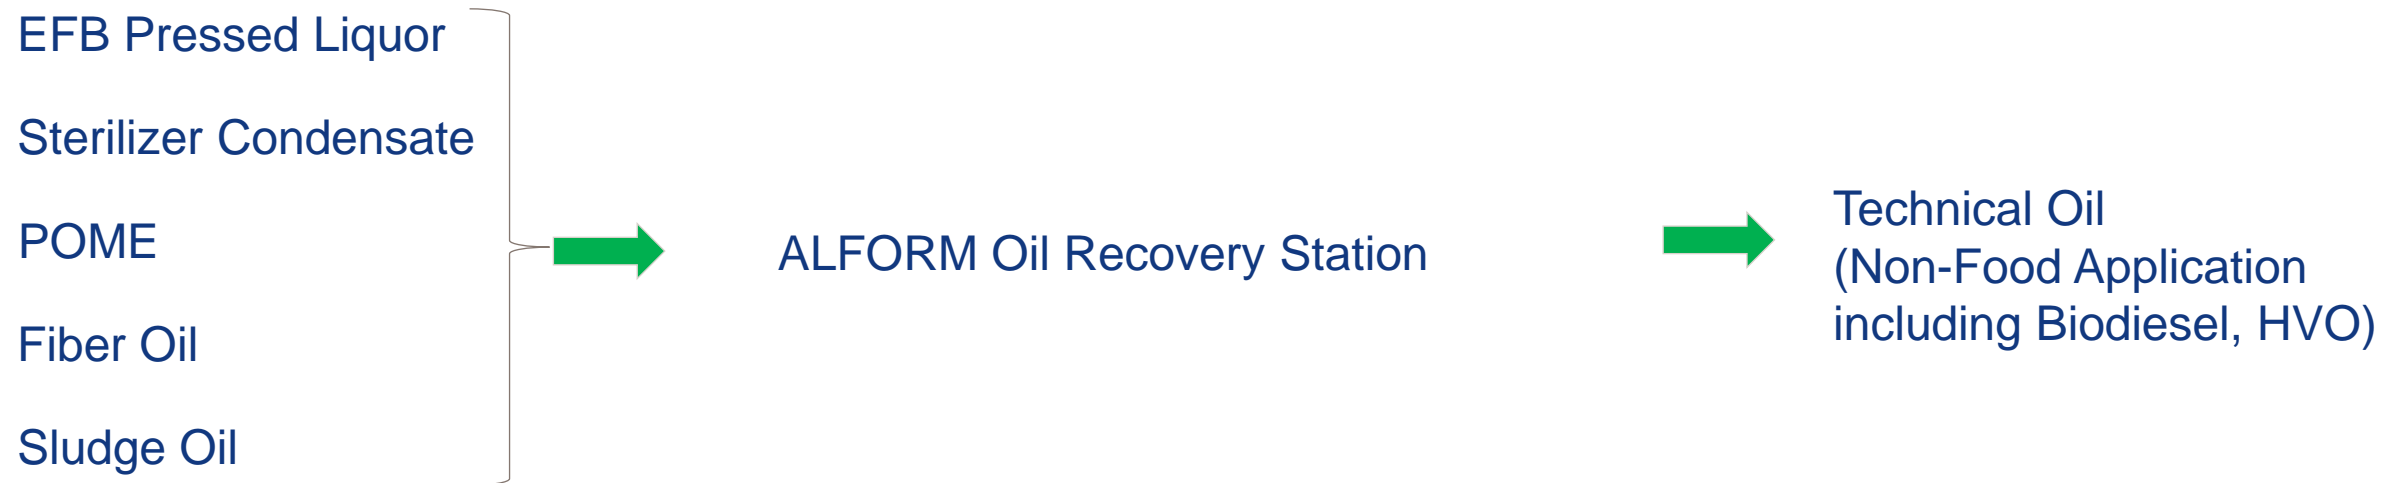 EFB Pressed Liquor
Sterilizer Condensate
POME
Fiber Oil
Sludge Oil
ALFORM Oil Recovery Station
Technical Oil
(Non-Food Application
including Biodiesel, HVO)